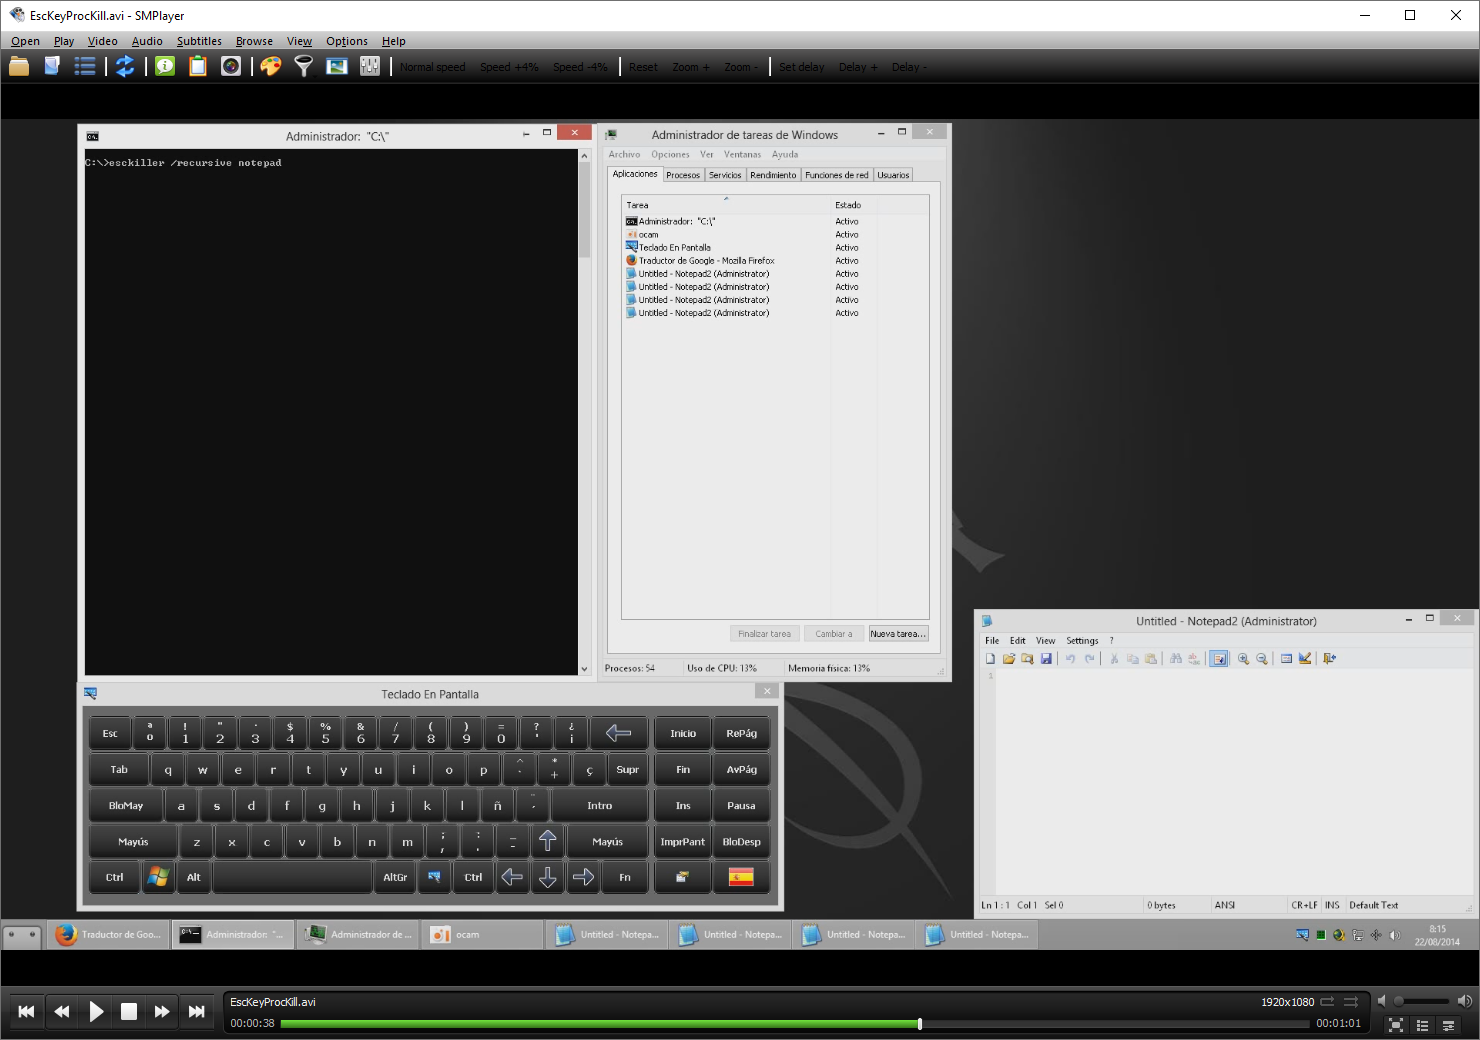 EscKeyProcKill.avi - SMPlayer
Open Play Video Audio Subtitles Browse View Options Help
Normal speed Speed +4% Speed -4% Reset Zoom + Zoom - Set delay Delay + Delay -
Administrador: "C:\"
C:\>esckiller /recursive notepad
Administrador de tareas de Windows
Archivo Opciones Ver Ventanas Ayuda
Aplicaciones Procesos Servicios Rendimiento Funciones de red Usuarios
Tarea Estado
Administrador: "C:\" Activo
ocam Activo
Teclado En Pantalla Activo
Traductor de Google - Mozilla Firefox Activo
Untitled - Notepad2 (Administrator) Activo
Untitled - Notepad2 (Administrator) Activo
Untitled - Notepad2 (Administrator) Activo
Untitled - Notepad2 (Administrator) Activo
Finalizar tarea Cambiar a Nueva tarea...
Procesos: 54 Uso de CPU: 13% Memoria física: 13%
Untitled - Notepad2 (Administrator)
File Edit View Settings ?
1
Ln 1 : 1 Col 1 Sel 0 0 bytes ANSI CR+LF INS Default Text
Teclado En Pantalla
Esc ª º ! 1 " 2 · 3 $ 4 % 5 & 6 / 7 ( 8 ) 9 = 0 ? ' ¿ ¡ Inicio RePág
Tab q w e r t y u i o p ^ ` * + ç Supr Fin AvPág
BloMay a s d f g h j k l ñ ¨ ´ Intro Ins Pausa
Mayús z x c v b n m ; , : . _ - Mayús ImprPant BloDesp
Ctrl Alt AltGr Ctrl Fn
Traductor de Goo... Administrador: "... Administrador de ... ocam Untitled - Notepa... Untitled - Notepa... Untitled - Notepa... Untitled - Notepa...
8:15
22/08/2014
EscKeyProcKill.avi 1920x1080
00:00:38 00:01:01